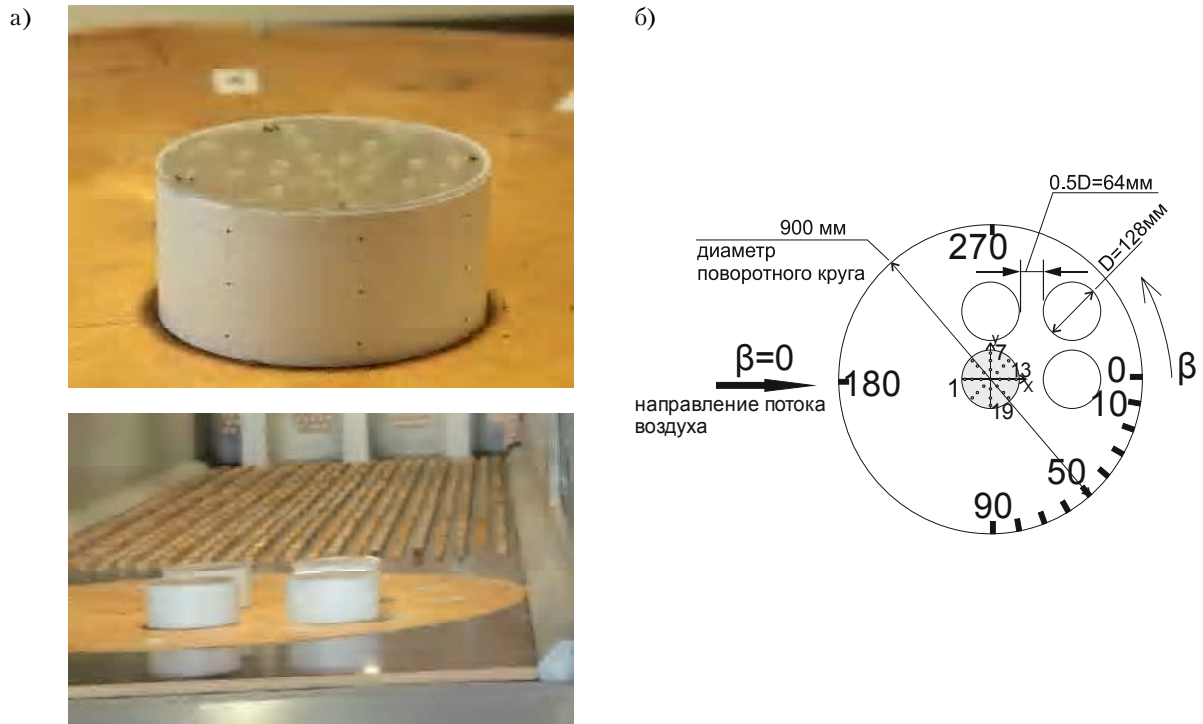 а)
б)
0.5D=64мм
900 мм
диаметр
поворотного круга
D=128мм
270
β=0
направление потока
воздуха
180
y
7
13
x
1
19
0
10
β
50
90